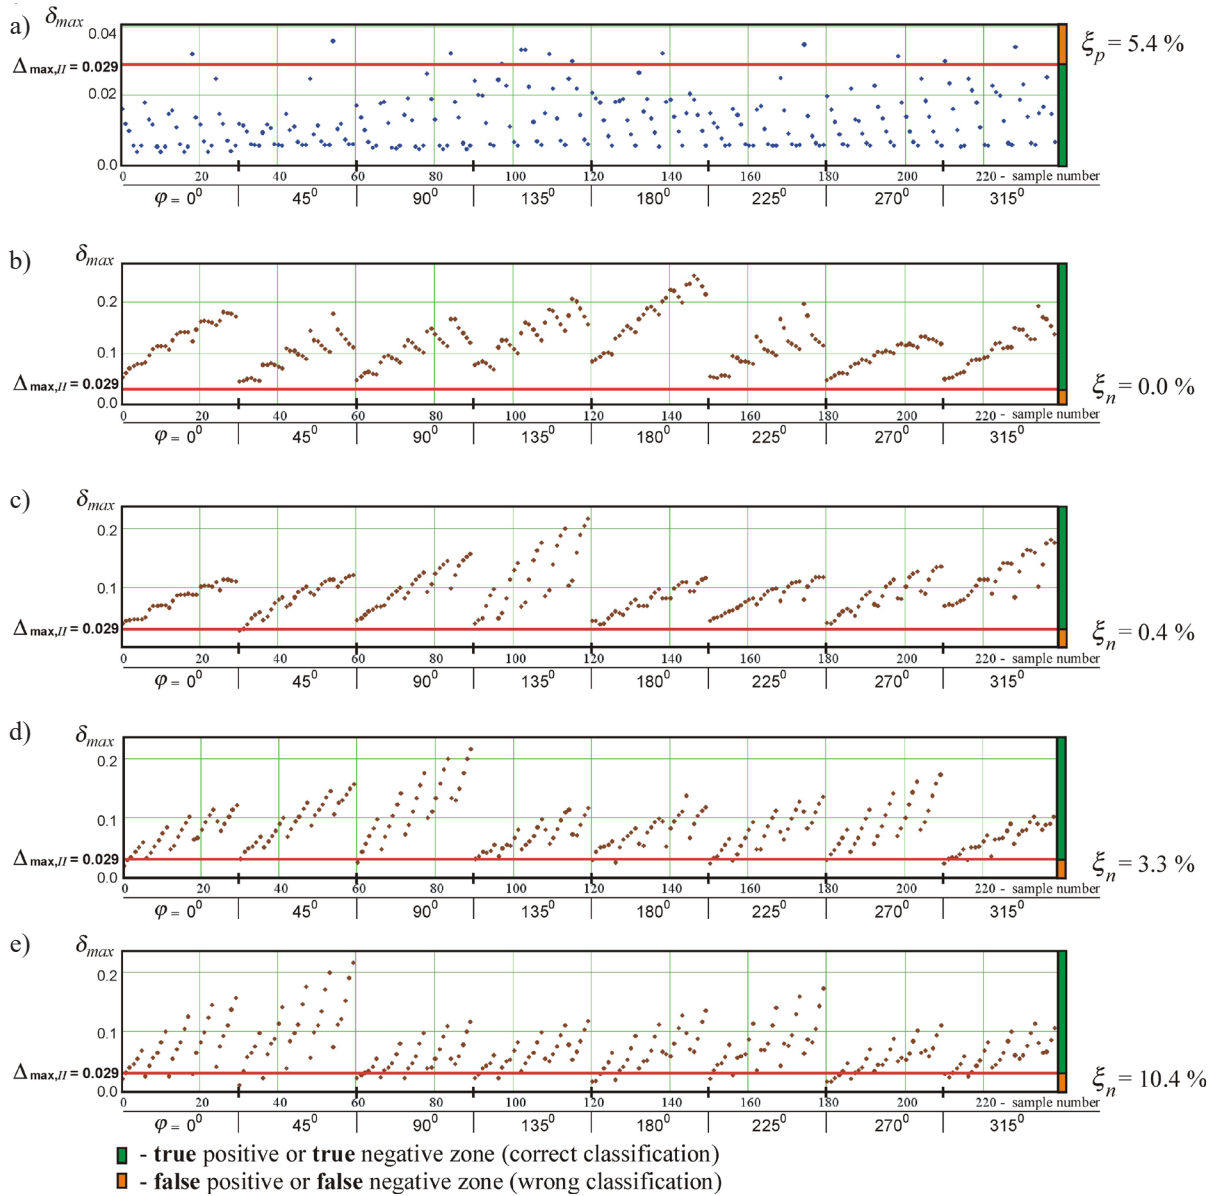 a)
δmax
0.04
Δmax,II = 0.029
0.02
0.0
ξp = 5.4 %
0 20 40 60 80 100 120 140 160 180 200 220 - sample number
φ = 0⁰ 45⁰ 90⁰ 135⁰ 180⁰ 225⁰ 270⁰ 315⁰
b)
δmax
0.2
0.1
Δmax,II = 0.029
0.0
ξn = 0.0 %
0 20 40 60 80 100 120 140 160 180 200 220 - sample number
φ = 0⁰ 45⁰ 90⁰ 135⁰ 180⁰ 225⁰ 270⁰ 315⁰
c)
δmax
0.2
0.1
Δmax,II = 0.029
ξn = 0.4 %
0 20 40 60 80 100 120 140 160 180 200 220 - sample number
φ = 0⁰ 45⁰ 90⁰ 135⁰ 180⁰ 225⁰ 270⁰ 315⁰
d)
δmax
0.2
0.1
Δmax,II = 0.029
0.0
ξn = 3.3 %
0 20 40 60 80 100 120 140 160 180 200 220 - sample number
φ = 0⁰ 45⁰ 90⁰ 135⁰ 180⁰ 225⁰ 270⁰ 315⁰
e)
δmax
0.2
0.1
Δmax,II = 0.029
0.0
ξn = 10.4 %
0 20 40 60 80 100 120 140 160 180 200 220 - sample number
φ = 0⁰ 45⁰ 90⁰ 135⁰ 180⁰ 225⁰ 270⁰ 315⁰
- true positive or true negative zone (correct classification)
- false positive or false negative zone (wrong classification)